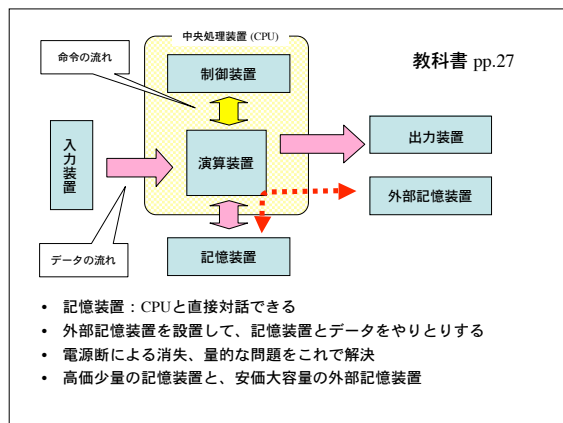 中央処理装置 (CPU)
命令の流れ
制御装置
教科書 pp.27
入力装置
演算装置
出力装置
外部記憶装置
データの流れ
記憶装置
• 記憶装置：CPUと直接対話できる
• 外部記憶装置を設置して、記憶装置とデータをやりとりする
• 電源断による消失、量的な問題をこれで解決
• 高価少量の記憶装置と、安価大容量の外部記憶装置